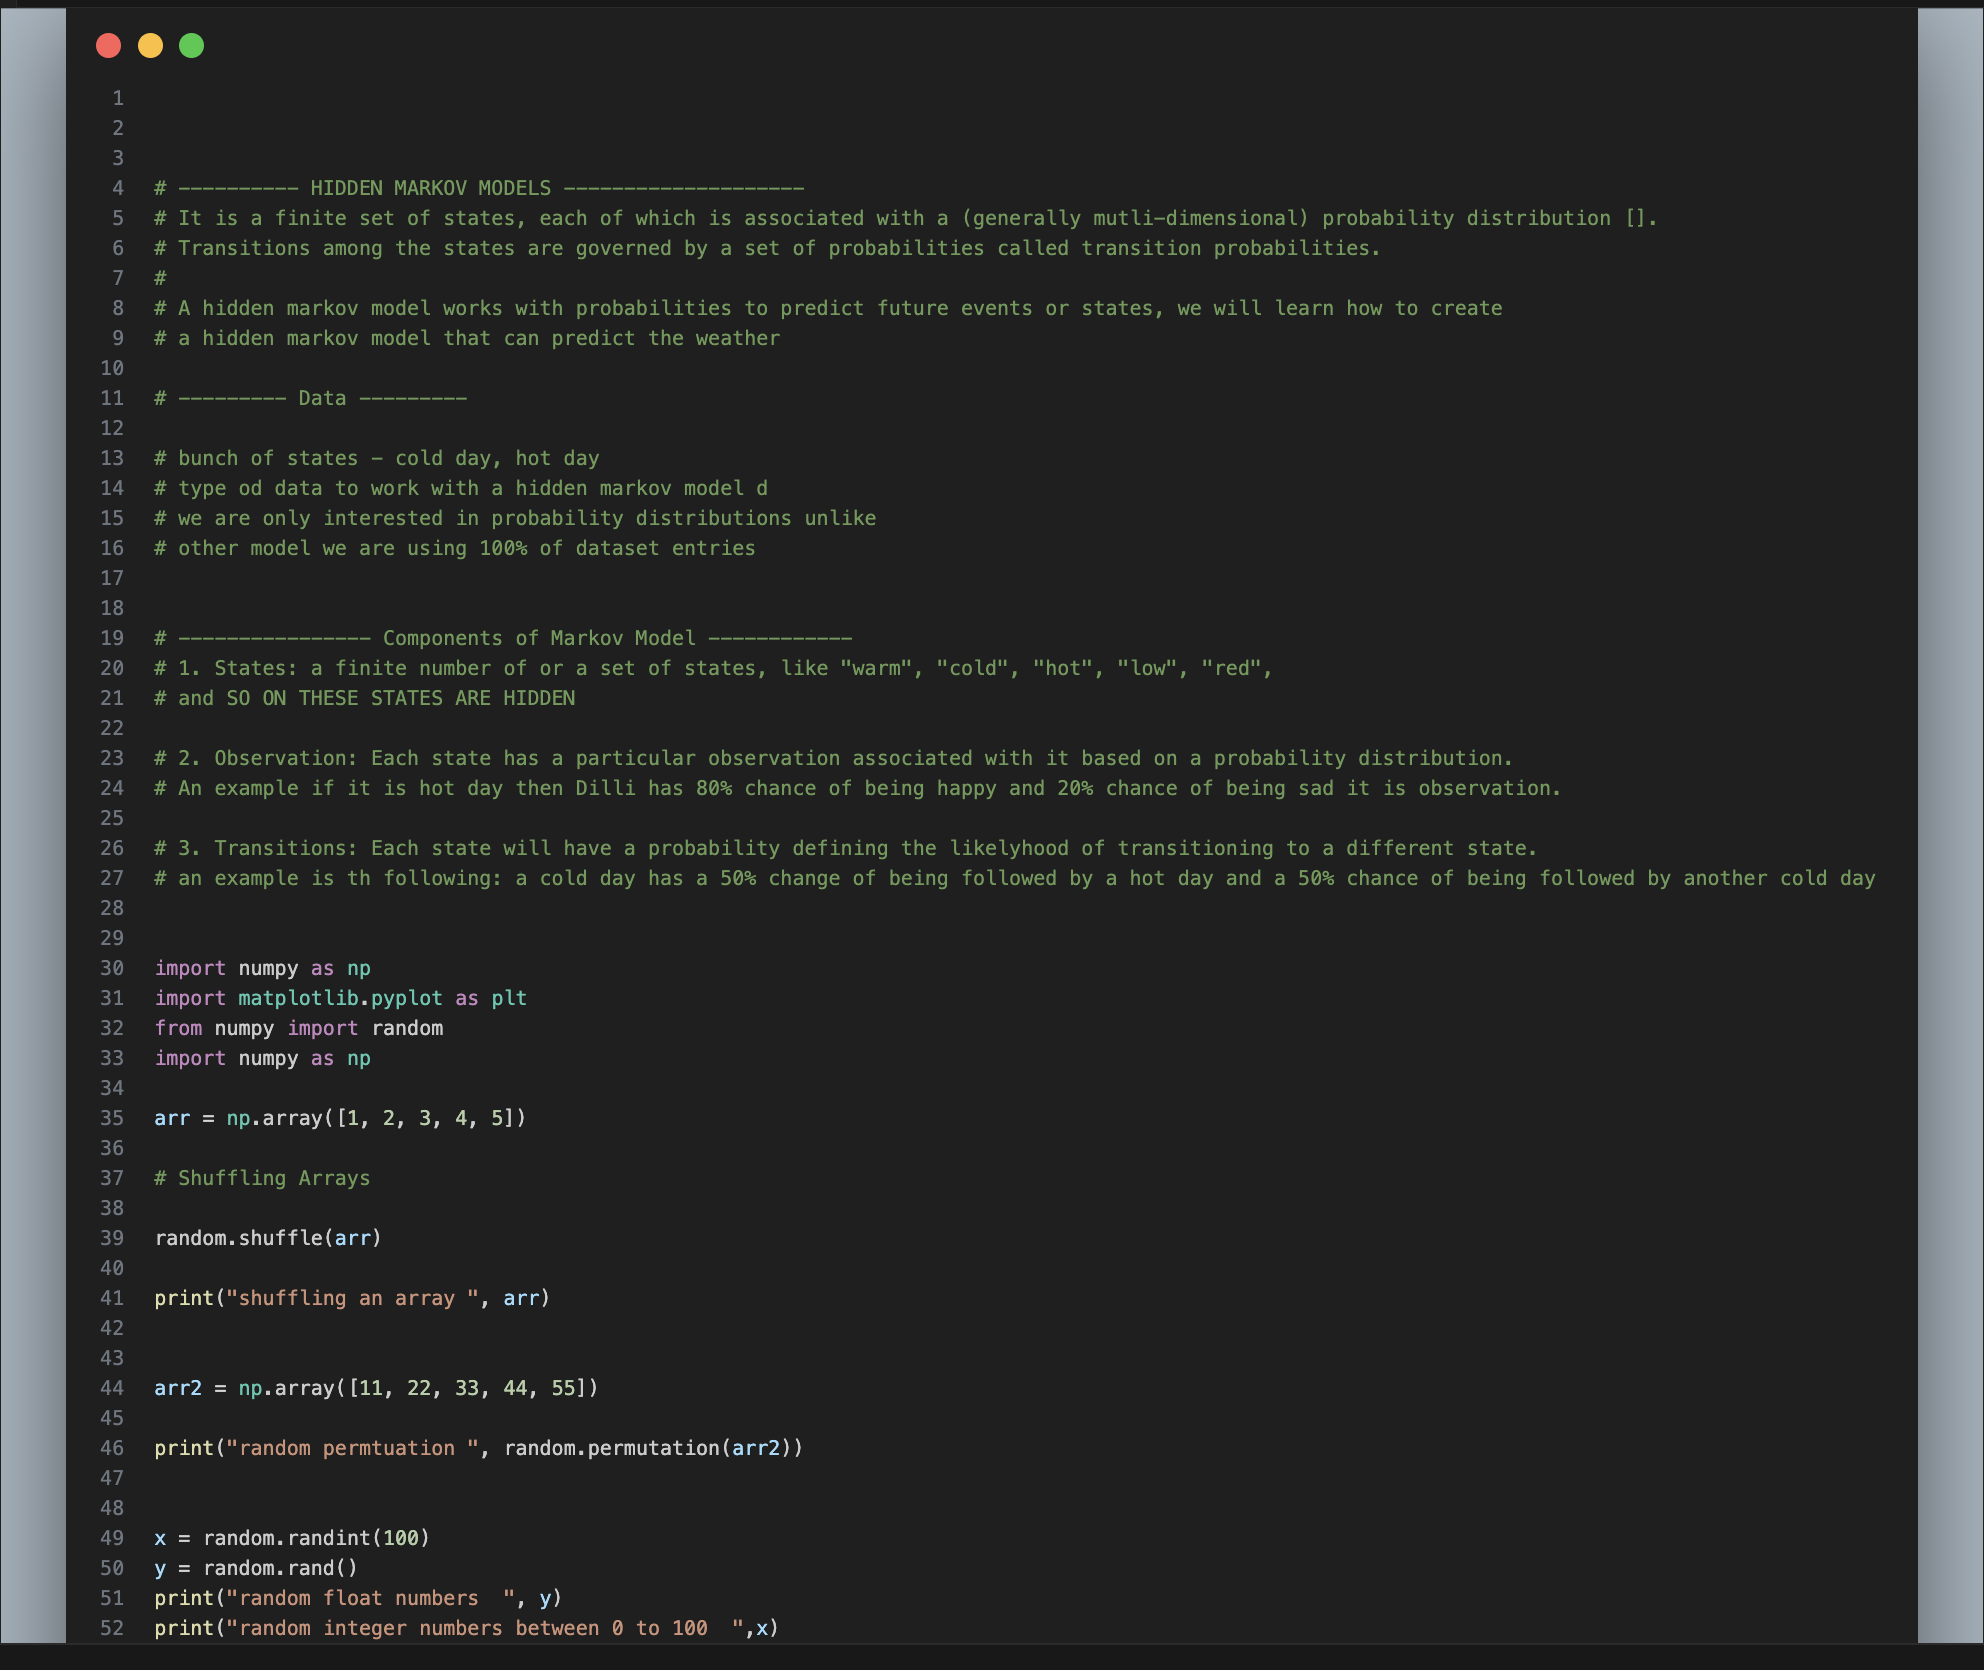 1
2
3
4 # ---------- HIDDEN MARKOV MODELS --------------------
5 # It is a finite set of states, each of which is associated with a (generally mutli-dimensional) probability distribution [].
6 # Transitions among the states are governed by a set of probabilities called transition probabilities.
7 #
8 # A hidden markov model works with probabilities to predict future events or states, we will learn how to create
9 # a hidden markov model that can predict the weather
10
11 # --------- Data ---------
12
13 # bunch of states - cold day, hot day
14 # type od data to work with a hidden markov model d
15 # we are only interested in probability distributions unlike
16 # other model we are using 100% of dataset entries
17
18
19 # ---------------- Components of Markov Model ------------
20 # 1. States: a finite number of or a set of states, like "warm", "cold", "hot", "low", "red",
21 # and SO ON THESE STATES ARE HIDDEN
22
23 # 2. Observation: Each state has a particular observation associated with it based on a probability distribution.
24 # An example if it is hot day then Dilli has 80% chance of being happy and 20% chance of being sad it is observation.
25
26 # 3. Transitions: Each state will have a probability defining the likelyhood of transitioning to a different state.
27 # an example is th following: a cold day has a 50% change of being followed by a hot day and a 50% chance of being followed by another cold day
28
29
30 import numpy as np
31 import matplotlib.pyplot as plt
32 from numpy import random
33 import numpy as np
34
35 arr = np.array([1, 2, 3, 4, 5])
36
37 # Shuffling Arrays
38
39 random.shuffle(arr)
40
41 print("shuffling an array ", arr)
42
43
44 arr2 = np.array([11, 22, 33, 44, 55])
45
46 print("random permtuation ", random.permutation(arr2))
47
48
49 x = random.randint(100)
50 y = random.rand()
51 print("random float numbers  ", y)
52 print("random integer numbers between 0 to 100  ",x)